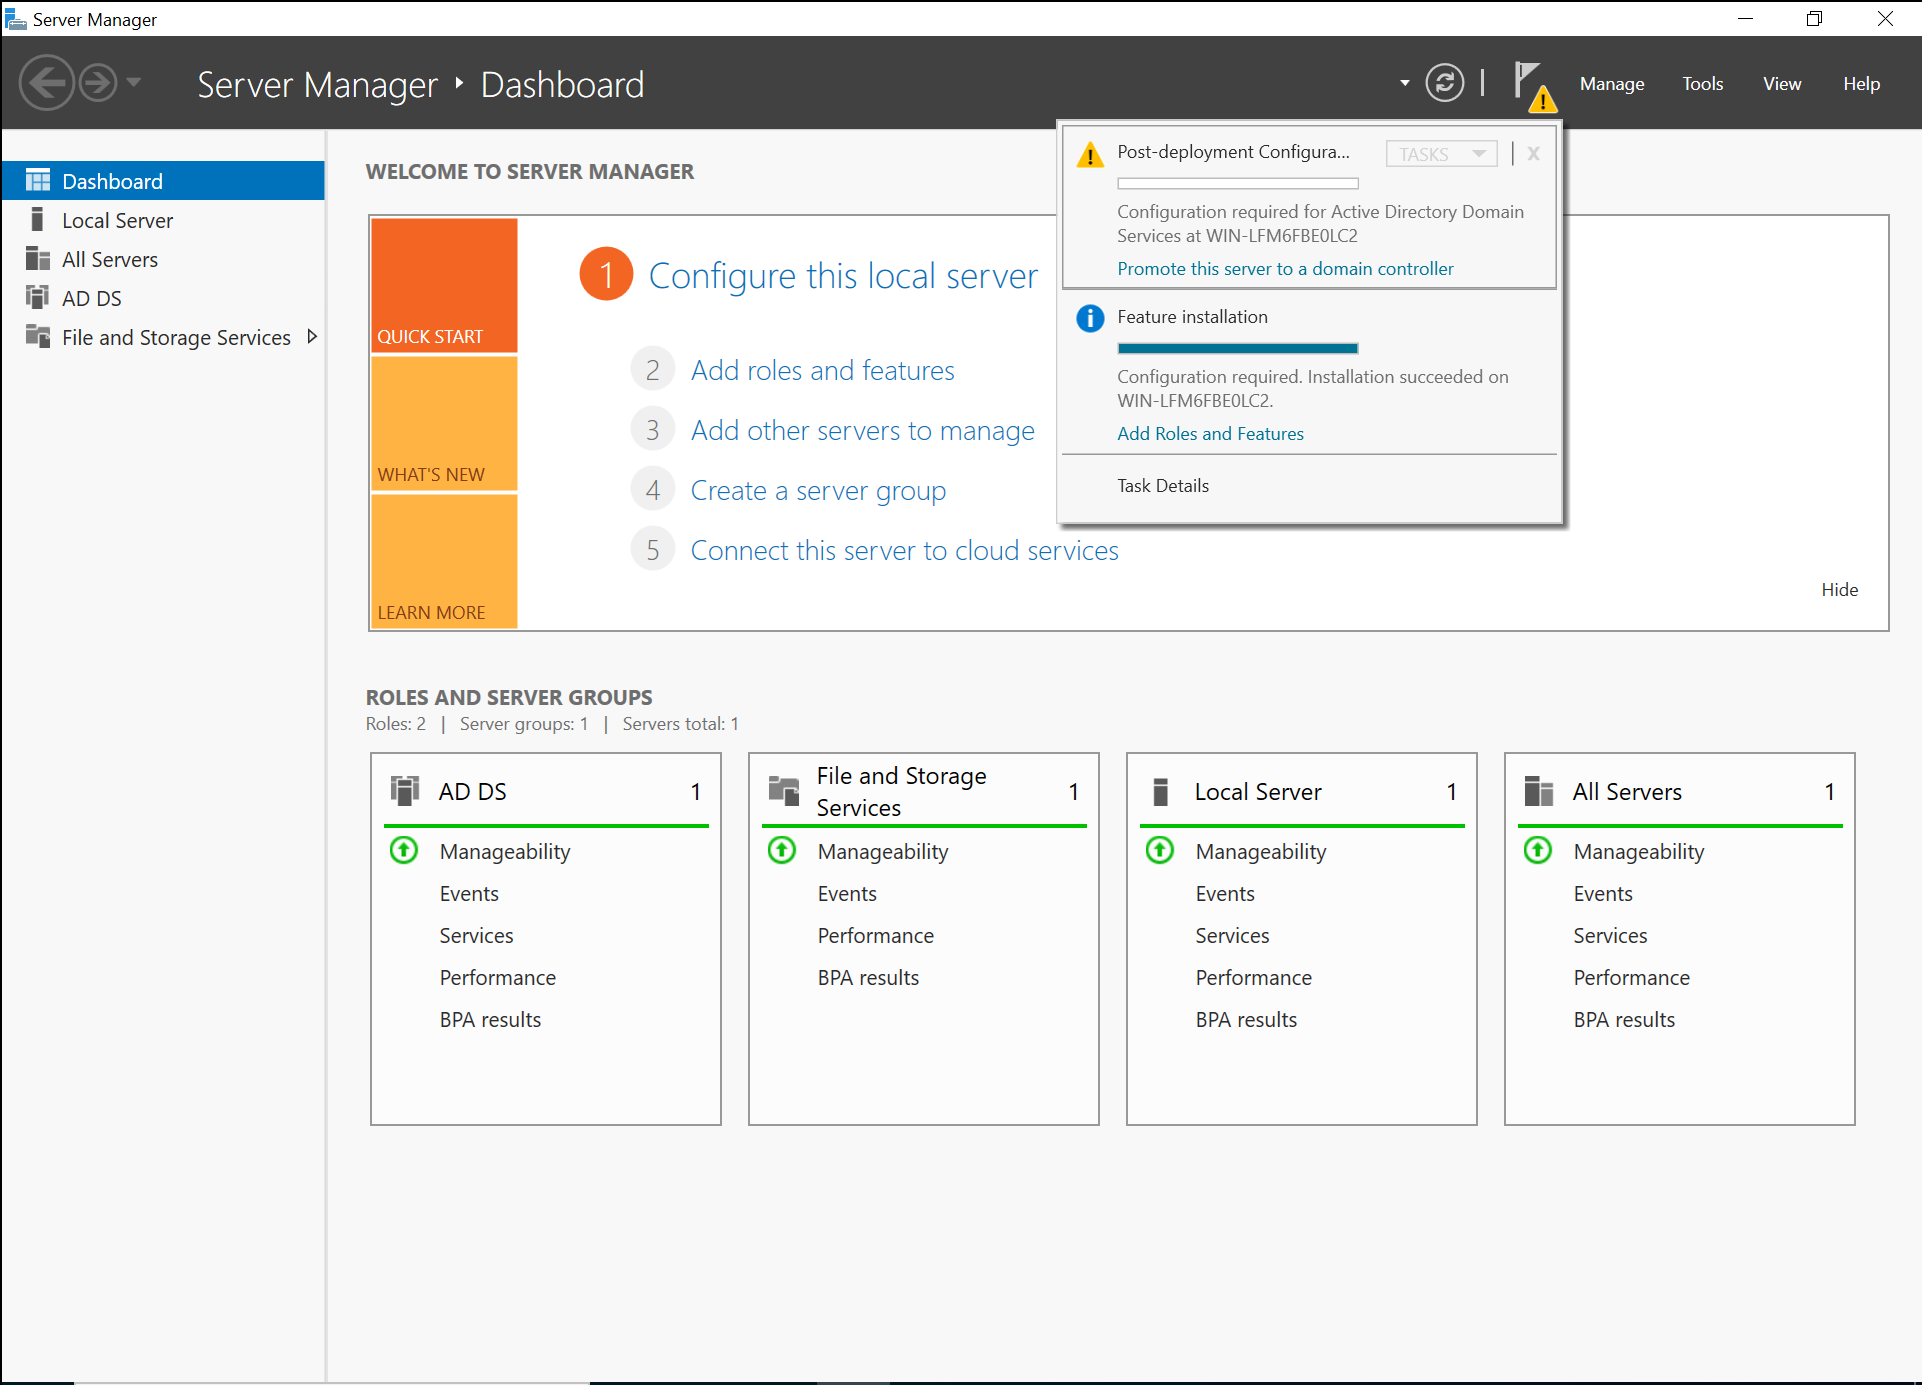 Server Manager
Server Manager ‣ Dashboard
Manage
Tools
View
Help
Dashboard
Local Server
All Servers
AD DS
File and Storage Services
WELCOME TO SERVER MANAGER
QUICK START
WHAT'S NEW
LEARN MORE
1 Configure this local server
2 Add roles and features
3 Add other servers to manage
4 Create a server group
5 Connect this server to cloud services
Hide
Post-deployment Configura...
TASKS
X
Configuration required for Active Directory Domain
Services at WIN-LFM6FBE0LC2
Promote this server to a domain controller
Feature installation
Configuration required. Installation succeeded on
WIN-LFM6FBE0LC2.
Add Roles and Features
Task Details
ROLES AND SERVER GROUPS
Roles: 2 | Server groups: 1 | Servers total: 1
AD DS 1
Manageability
Events
Services
Performance
BPA results
File and Storage
Services
1
Manageability
Events
Performance
BPA results
Local Server 1
Manageability
Events
Services
Performance
BPA results
All Servers 1
Manageability
Events
Services
Performance
BPA results